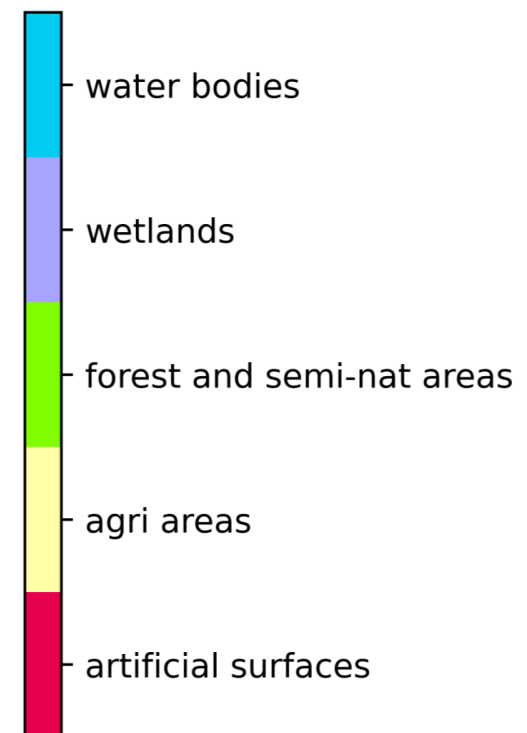 water bodies
wetlands
forest and semi-nat areas
agri areas
artificial surfaces